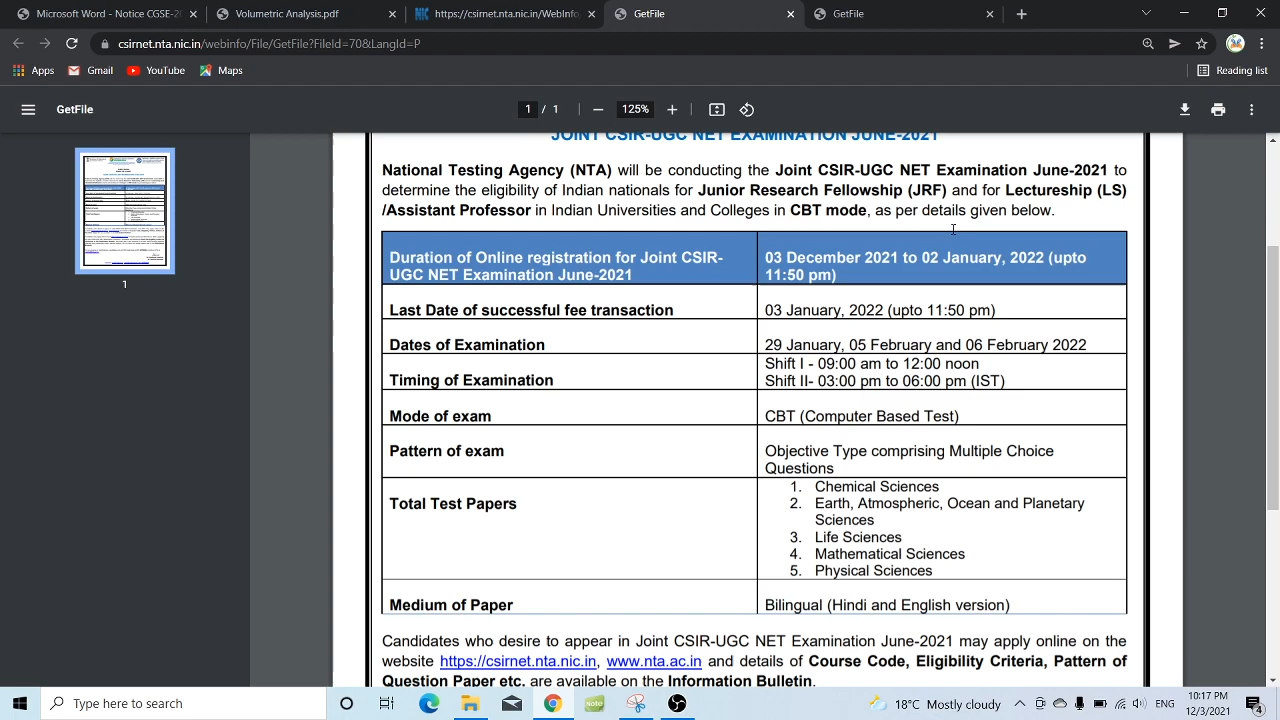 Microsoft Word - Notice CGSE-20
Volumetric Analysis.pdf
NIC
https://csirnet.nta.nic.in/WebInfo
GetFile
GetFile
csirnet.nta.nic.in/webinfo/File/GetFile?FileId=70&LangId=P
Apps
Gmail
YouTube
Maps
Reading list
GetFile
1 / 1
125%
1
JOINT CSIR-UGC NET EXAMINATION JUNE-2021
National Testing Agency (NTA) will be conducting the Joint CSIR-UGC NET Examination June-2021 to
determine the eligibility of Indian nationals for Junior Research Fellowship (JRF) and for Lectureship (LS)
/Assistant Professor in Indian Universities and Colleges in CBT mode, as per details given below.
Duration of Online registration for Joint CSIR-
UGC NET Examination June-2021
03 December 2021 to 02 January, 2022 (upto
11:50 pm)
Last Date of successful fee transaction
03 January, 2022 (upto 11:50 pm)
Dates of Examination
29 January, 05 February and 06 February 2022
Timing of Examination
Shift I - 09:00 am to 12:00 noon
Shift II- 03:00 pm to 06:00 pm (IST)
Mode of exam
CBT (Computer Based Test)
Pattern of exam
Objective Type comprising Multiple Choice
Questions
Total Test Papers
1. Chemical Sciences
2. Earth, Atmospheric, Ocean and Planetary
Sciences
3. Life Sciences
4. Mathematical Sciences
5. Physical Sciences
Medium of Paper
Bilingual (Hindi and English version)
Candidates who desire to appear in Joint CSIR-UGC NET Examination June-2021 may apply online on the
website https://csirnet.nta.nic.in, www.nta.ac.in and details of Course Code, Eligibility Criteria, Pattern of
Question Paper etc. are available on the Information Bulletin.
Type here to search
18°C Mostly cloudy
ENG
10:17 PM
12/3/2021
4